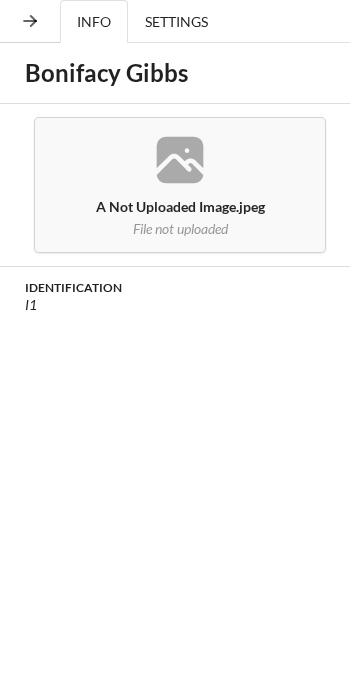 INFO SETTINGS
Bonifacy Gibbs
A Not Uploaded Image.jpeg
File not uploaded
IDENTIFICATION
I1